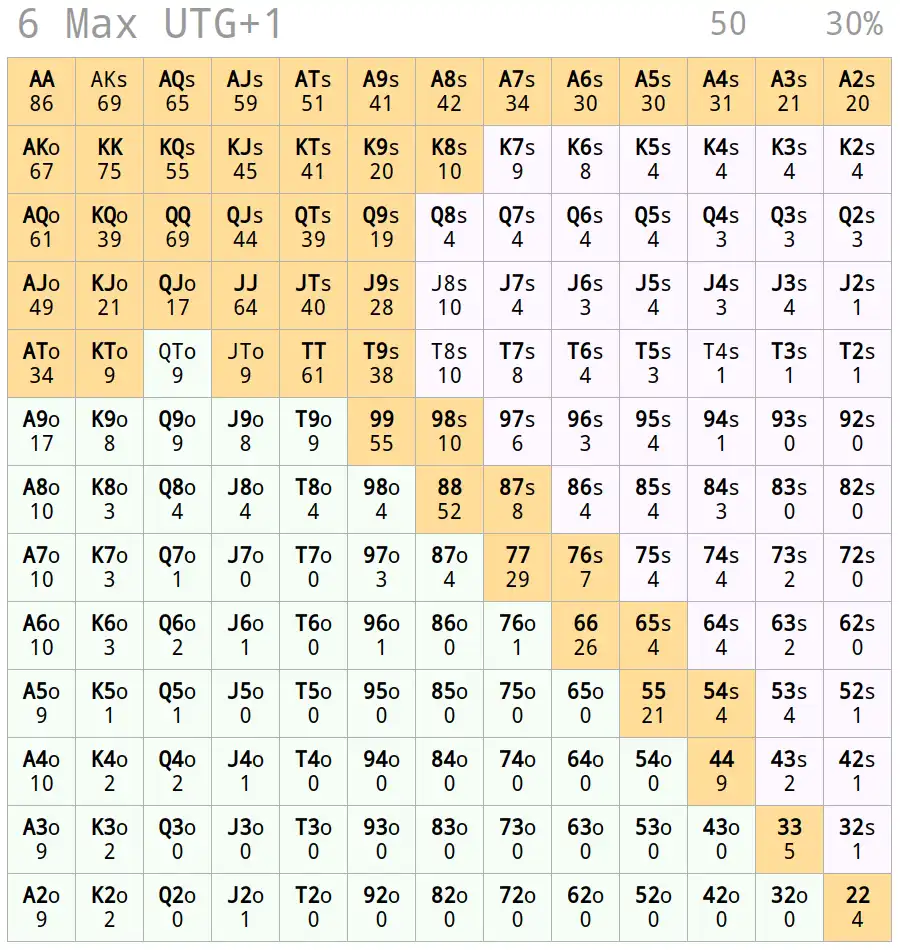 6 Max UTG+1 50 30%
AA AKs AQs AJs ATs A9s A8s A7s A6s A5s A4s A3s A2s
86 69 65 59 51 41 42 34 30 30 31 21 20
AKo KK KQs KJs KTs K9s K8s K7s K6s K5s K4s K3s K2s
67 75 55 45 41 20 10 9 8 4 4 4 4
AQo KQo QQ QJs QTs Q9s Q8s Q7s Q6s Q5s Q4s Q3s Q2s
61 39 69 44 39 19 4 4 4 4 3 3 3
AJo KJo QJo JJ JTs J9s J8s J7s J6s J5s J4s J3s J2s
49 21 17 64 40 28 10 4 3 4 3 4 1
ATo KTo QTo JTo TT T9s T8s T7s T6s T5s T4s T3s T2s
34 9 9 9 61 38 10 8 4 3 1 1 1
A9o K9o Q9o J9o T9o 99 98s 97s 96s 95s 94s 93s 92s
17 8 9 8 9 55 10 6 3 4 1 0 0
A8o K8o Q8o J8o T8o 98o 88 87s 86s 85s 84s 83s 82s
10 3 4 4 4 4 52 8 4 4 3 0 0
A7o K7o Q7o J7o T7o 97o 87o 77 76s 75s 74s 73s 72s
10 3 1 0 0 3 4 29 7 4 4 2 0
A6o K6o Q6o J6o T6o 96o 86o 76o 66 65s 64s 63s 62s
10 3 2 1 0 1 0 1 26 4 4 2 0
A5o K5o Q5o J5o T5o 95o 85o 75o 65o 55 54s 53s 52s
9 1 1 0 0 0 0 0 0 21 4 4 1
A4o K4o Q4o J4o T4o 94o 84o 74o 64o 54o 44 43s 42s
10 2 2 1 0 0 0 0 0 0 9 2 1
A3o K3o Q3o J3o T3o 93o 83o 73o 63o 53o 43o 33 32s
9 2 0 0 0 0 0 0 0 0 0 5 1
A2o K2o Q2o J2o T2o 92o 82o 72o 62o 52o 42o 32o 22
9 2 0 1 0 0 0 0 0 0 0 0 4